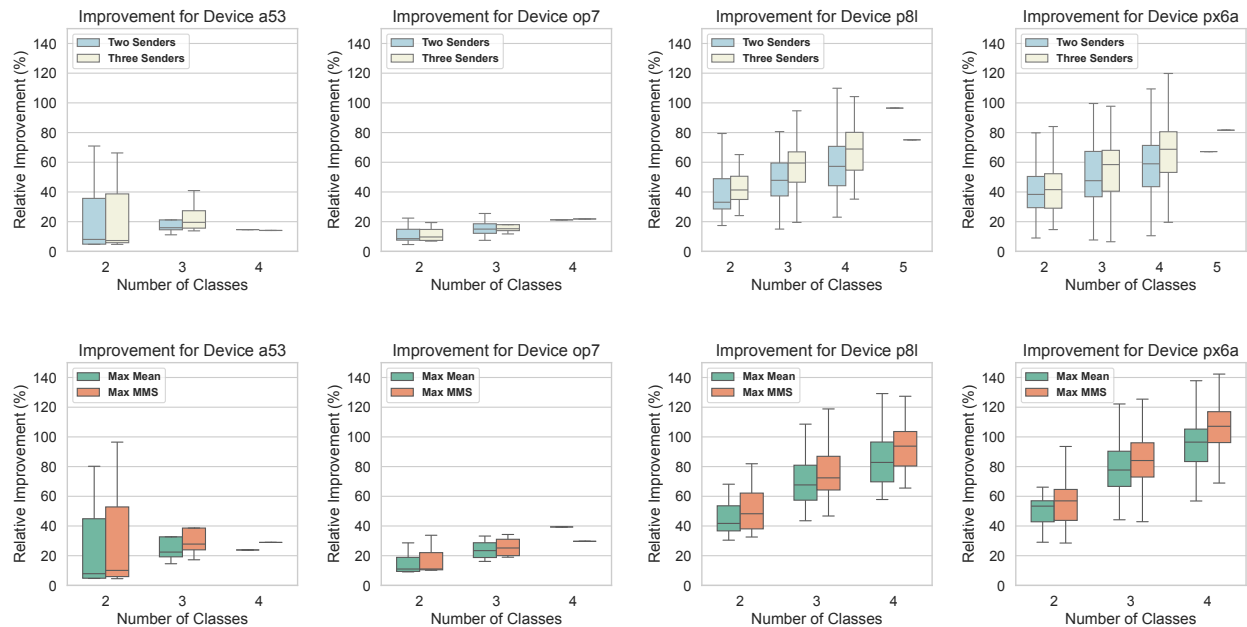 Improvement for Device a53
Relative Improvement (%)
140
120
100
80
60
40
20
0
Two Senders
Three Senders
2 3 4
Number of Classes
Improvement for Device op7
Relative Improvement (%)
140
120
100
80
60
40
20
0
Two Senders
Three Senders
2 3 4
Number of Classes
Improvement for Device p8l
Relative Improvement (%)
140
120
100
80
60
40
20
0
Two Senders
Three Senders
2 3 4 5
Number of Classes
Improvement for Device px6a
Relative Improvement (%)
140
120
100
80
60
40
20
0
Two Senders
Three Senders
2 3 4 5
Number of Classes
Improvement for Device a53
Relative Improvement (%)
140
120
100
80
60
40
20
0
Max Mean
Max MMS
2 3 4
Number of Classes
Improvement for Device op7
Relative Improvement (%)
140
120
100
80
60
40
20
0
Max Mean
Max MMS
2 3 4
Number of Classes
Improvement for Device p8l
Relative Improvement (%)
140
120
100
80
60
40
20
0
Max Mean
Max MMS
2 3 4
Number of Classes
Improvement for Device px6a
Relative Improvement (%)
140
120
100
80
60
40
20
0
Max Mean
Max MMS
2 3 4
Number of Classes